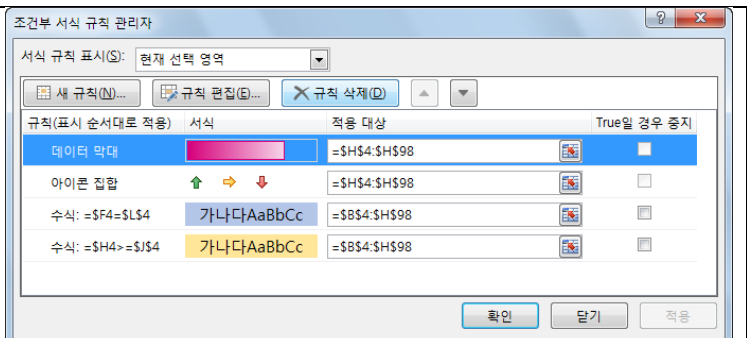 조건부 서식 규칙 관리자
서식 규칙 표시(S): 현재 선택 영역
새 규칙(N)... 규칙 편집(E)... 규칙 삭제(D)
규칙(표시 순서대로 적용) 서식 적용 대상 True일 경우 중지
데이터 막대 =$H$4:$H$98
아이콘 집합 =$H$4:$H$98
수식: =$F4=$L$4 가나다AaBbCc =$B$4:$H$98
수식: =$H4>=$J$4 가나다AaBbCc =$B$4:$H$98
확인 닫기 적용